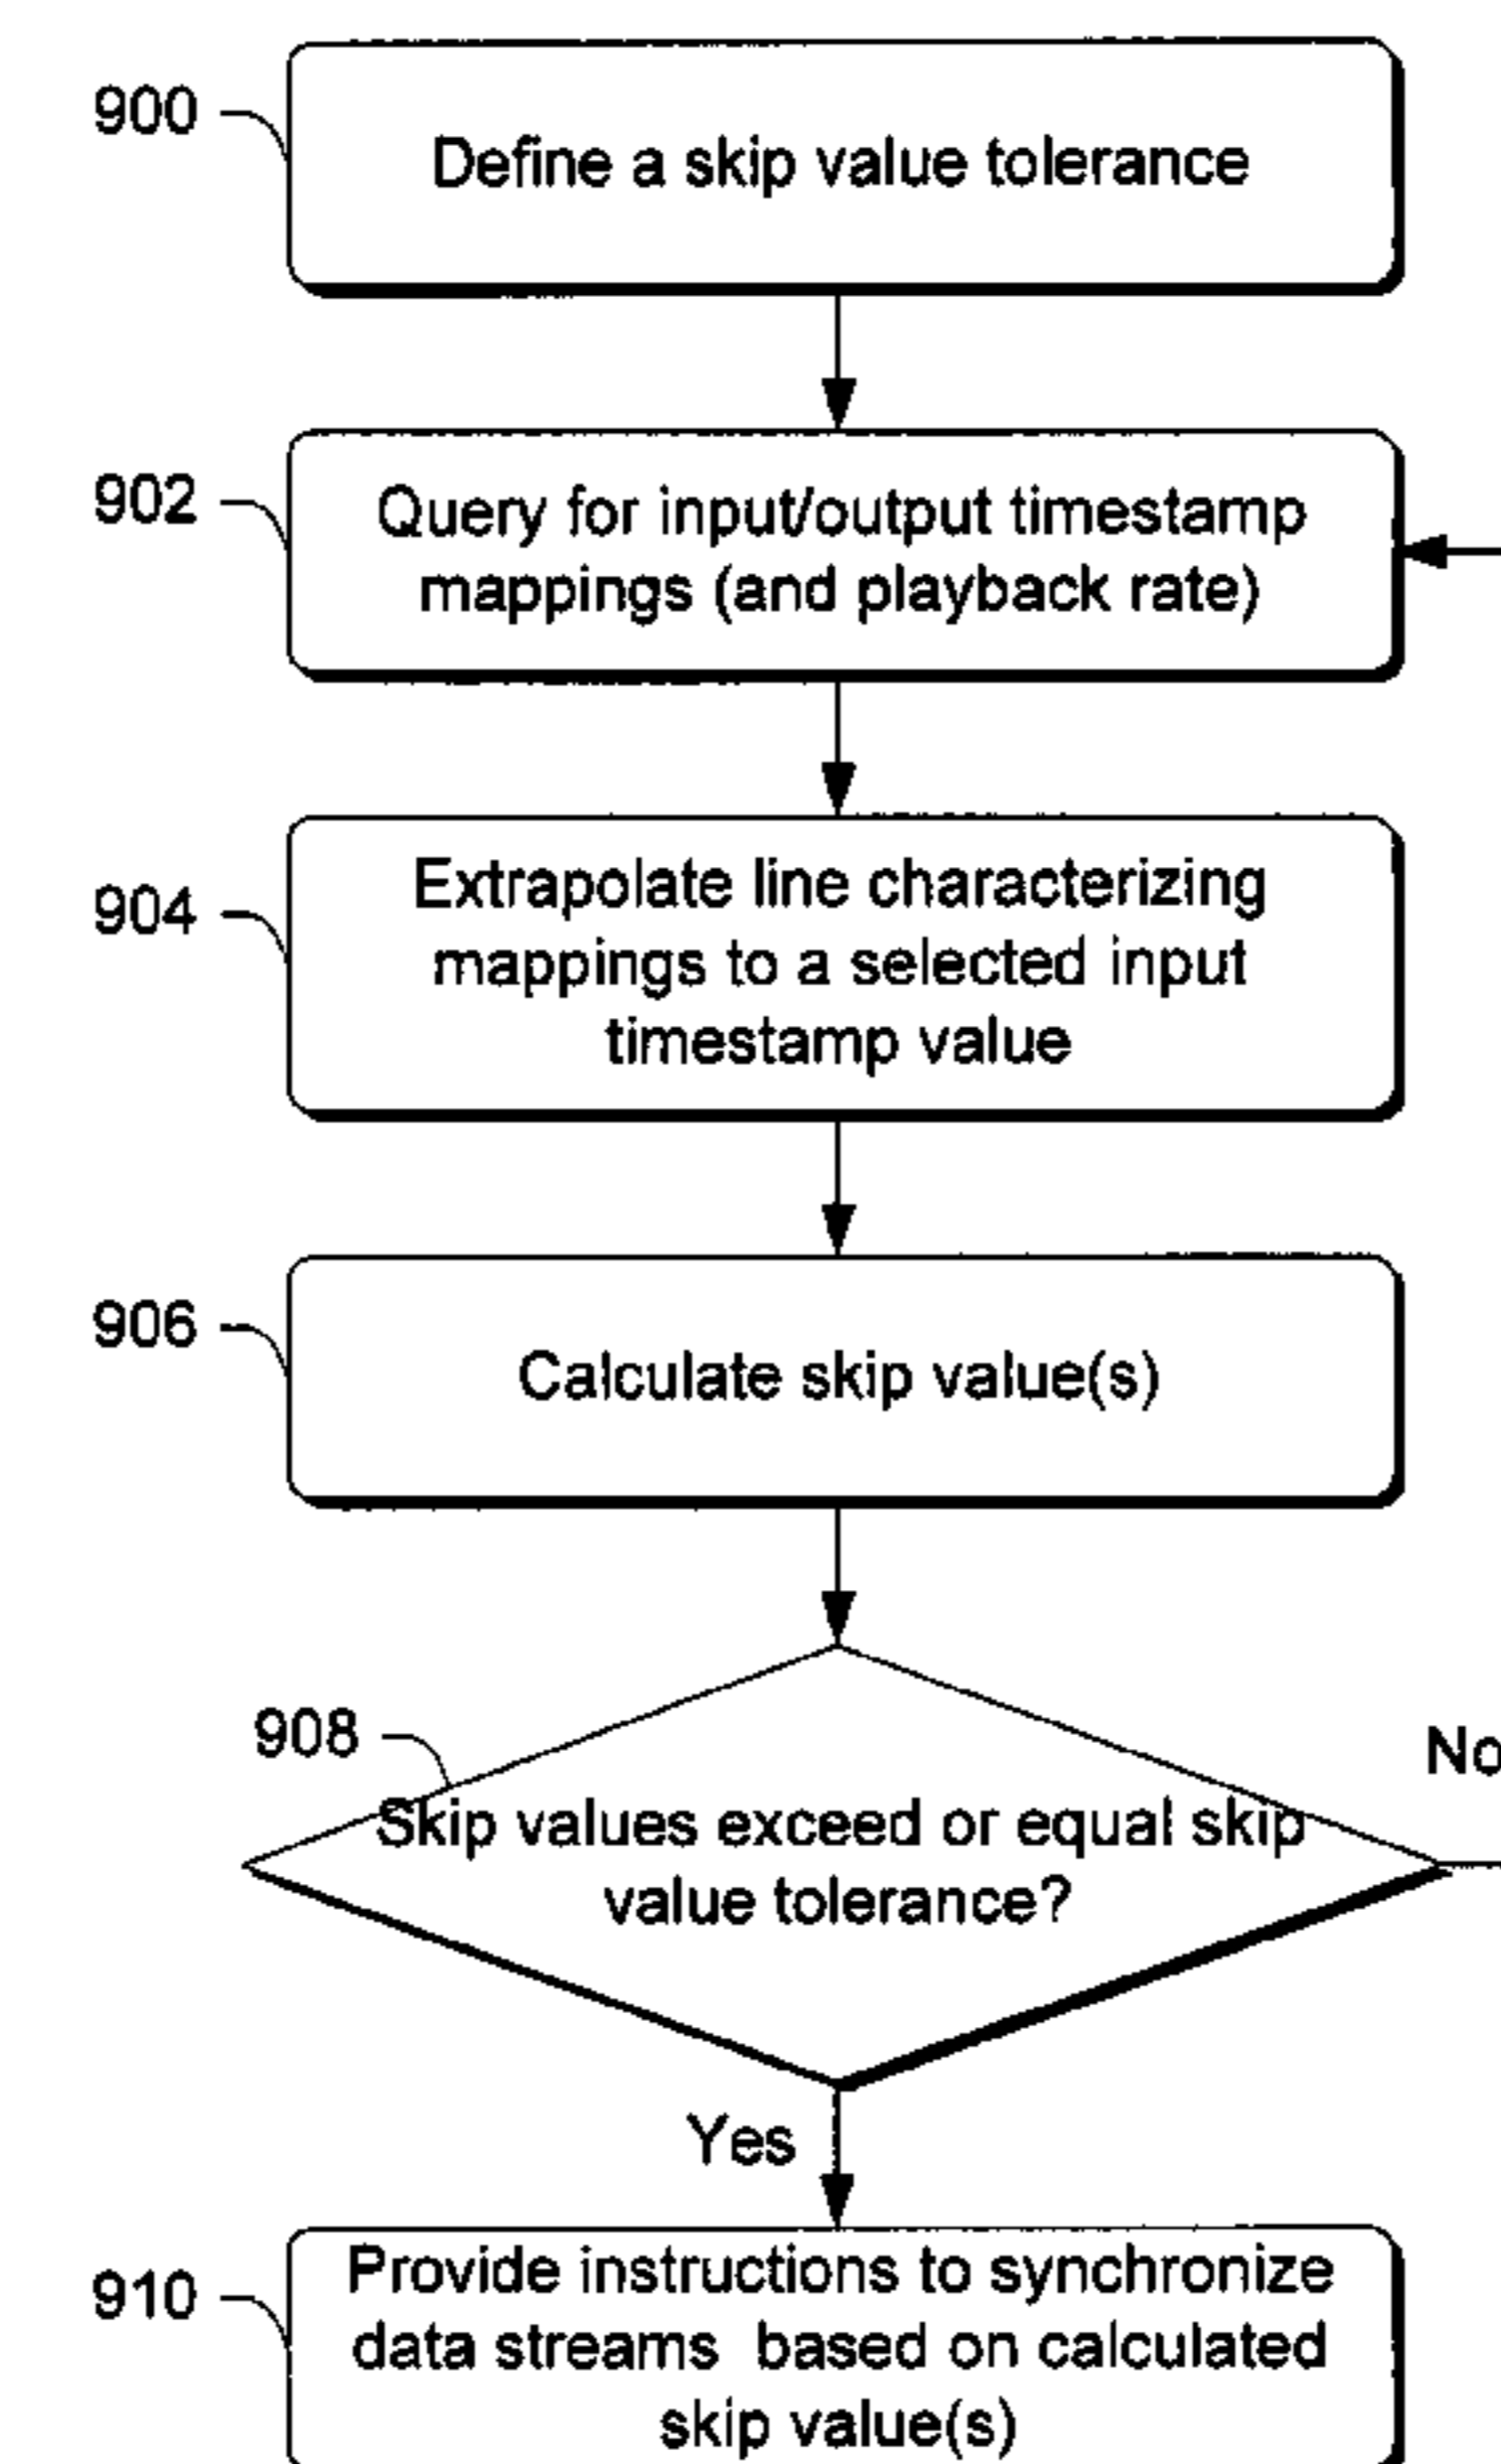 900
Define a skip value tolerance
902
Query for input/output timestamp
mappings (and playback rate)
904
Extrapolate line characterizing
mappings to a selected input
timestamp value
906
Calculate skip value(s)
908
No
Skip values exceed or equal skip
value tolerance?
Yes
910
Provide instructions to synchronize
data streams based on calculated
skip value(s)